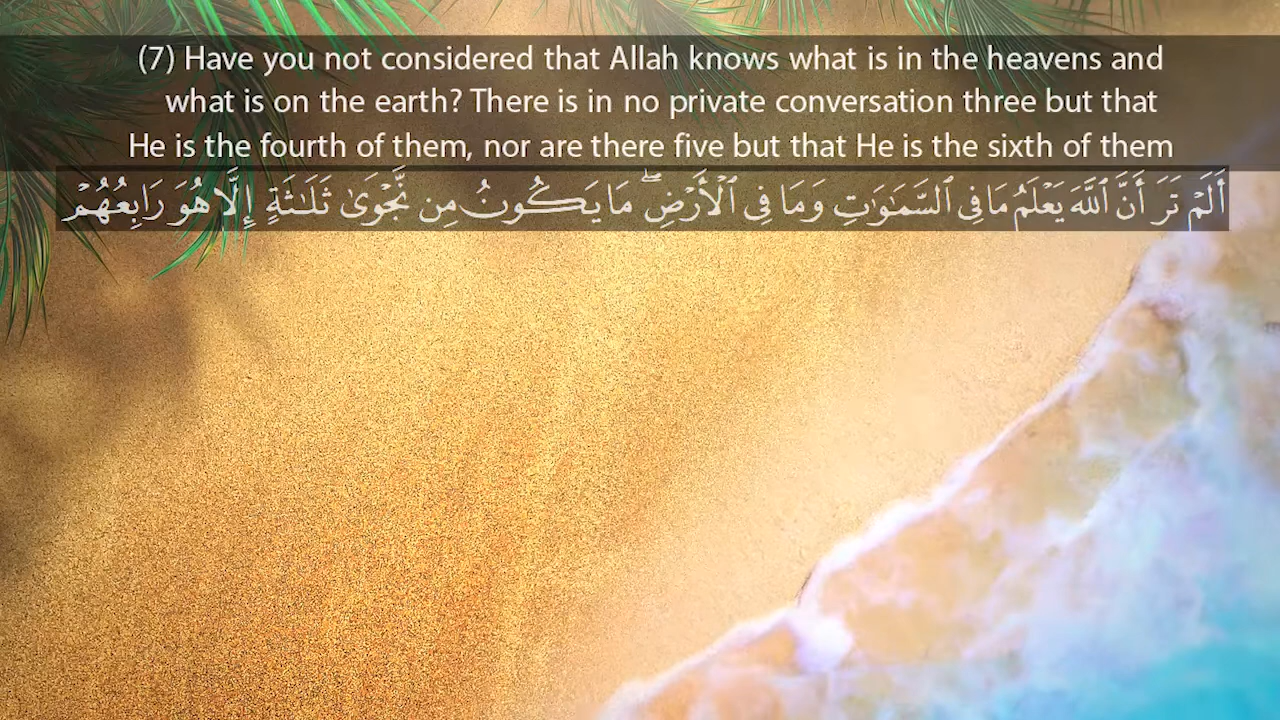 (7) Have you not considered that Allah knows what is in the heavens and
what is on the earth? There is in no private conversation three but that
He is the fourth of them, nor are there five but that He is the sixth of them
أَلَمْ تَرَ أَنَّ ٱللَّهَ يَعْلَمُ مَا فِى ٱلسَّمَـٰوَٰتِ وَمَا فِى ٱلْأَرْضِ ۖ مَا يَكُونُ مِن نَّجْوَىٰ ثَلَـٰثَةٍ إِلَّا هُوَ رَابِعُهُمْ